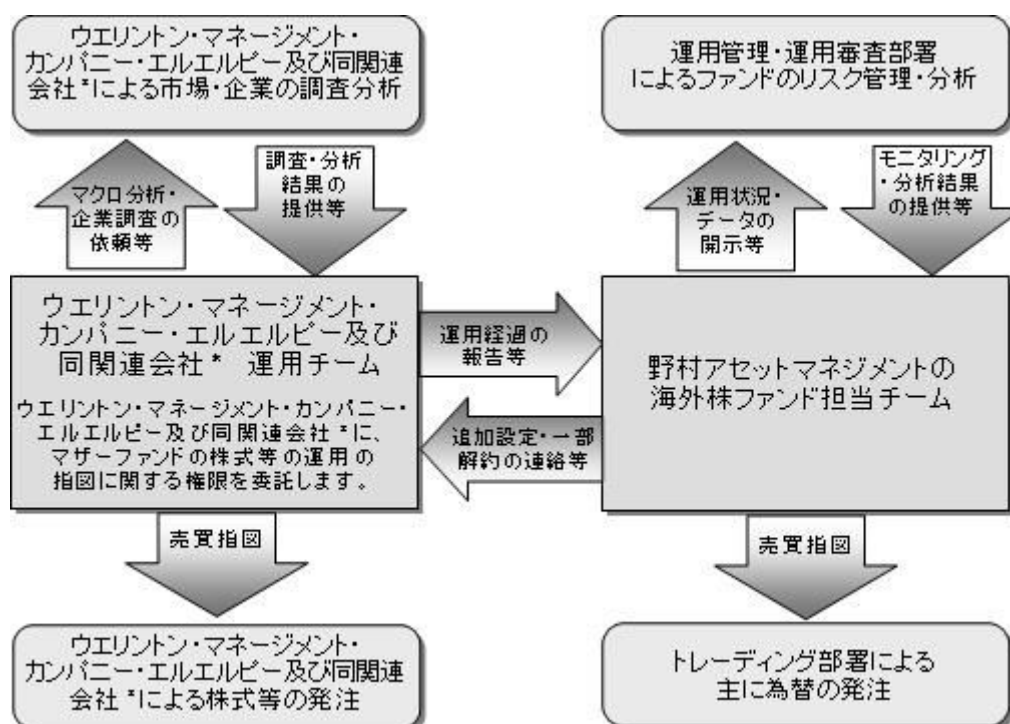 ウエリントン・マネージメント・
カンパニー・エルエルピー及び同関連
会社*による市場・企業の調査分析
運用管理・運用審査部署
によるファンドのリスク管理・分析
マクロ分析・
企業調査の
依頼等
調査・分析
結果の
提供等
運用状況・
データの
開示等
モニタリング
・分析結果
の提供等
ウエリントン・マネージメント・
カンパニー・エルエルピー及び
同関連会社* 運用チーム
ウエリントン・マネージメント・カンパニー・
エルエルピー及び同関連会社*に、
マザーファンドの株式等の運用の
指図に関する権限を委託します。
運用経過の
報告等
追加設定・一部
解約の連絡等
野村アセットマネジメントの
海外株ファンド担当チーム
売買指図
売買指図
ウエリントン・マネージメント・
カンパニー・エルエルピー及び同関連
会社*による株式等の発注
トレーディング部署による
主に為替の発注